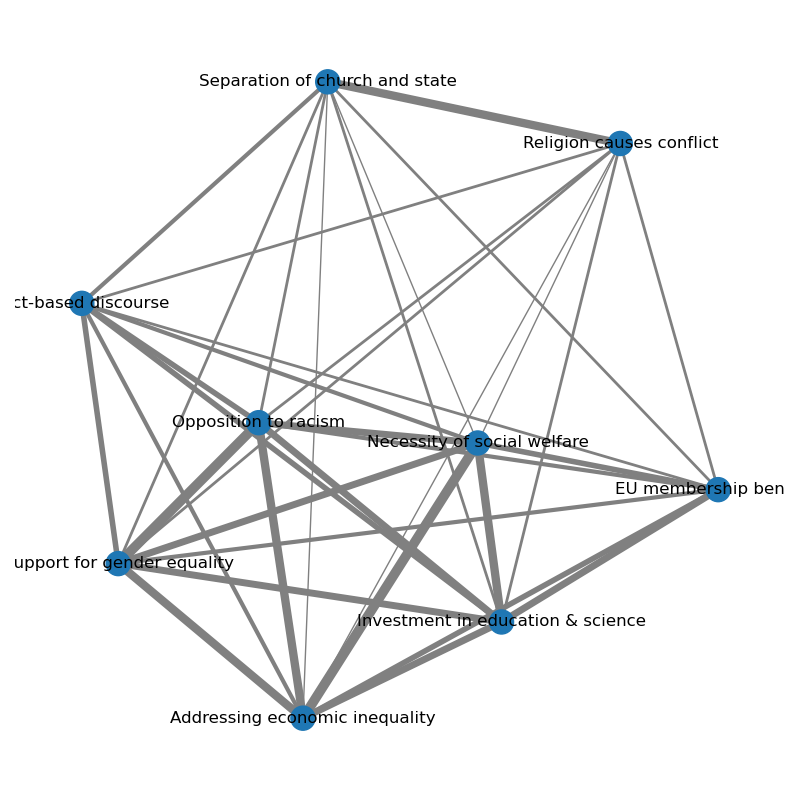 Separation of church and state
Religion causes conflict
ct-based discourse
Opposition to racism
Necessity of social welfare
EU membership ben
upport for gender equality
Investment in education & science
Addressing economic inequality